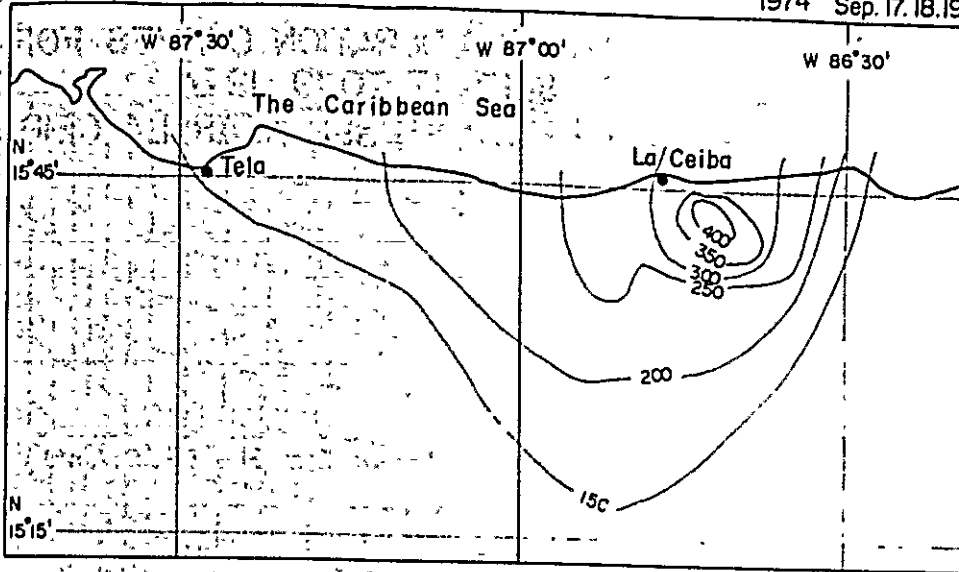 1974 Sep. 17. 18. 19
W 87°30'
W 87°00'
W 86°30'
The Caribbean Sea
N
15°45'
Tela
La Ceiba
400
350
300
250
200
150
N
15°15'